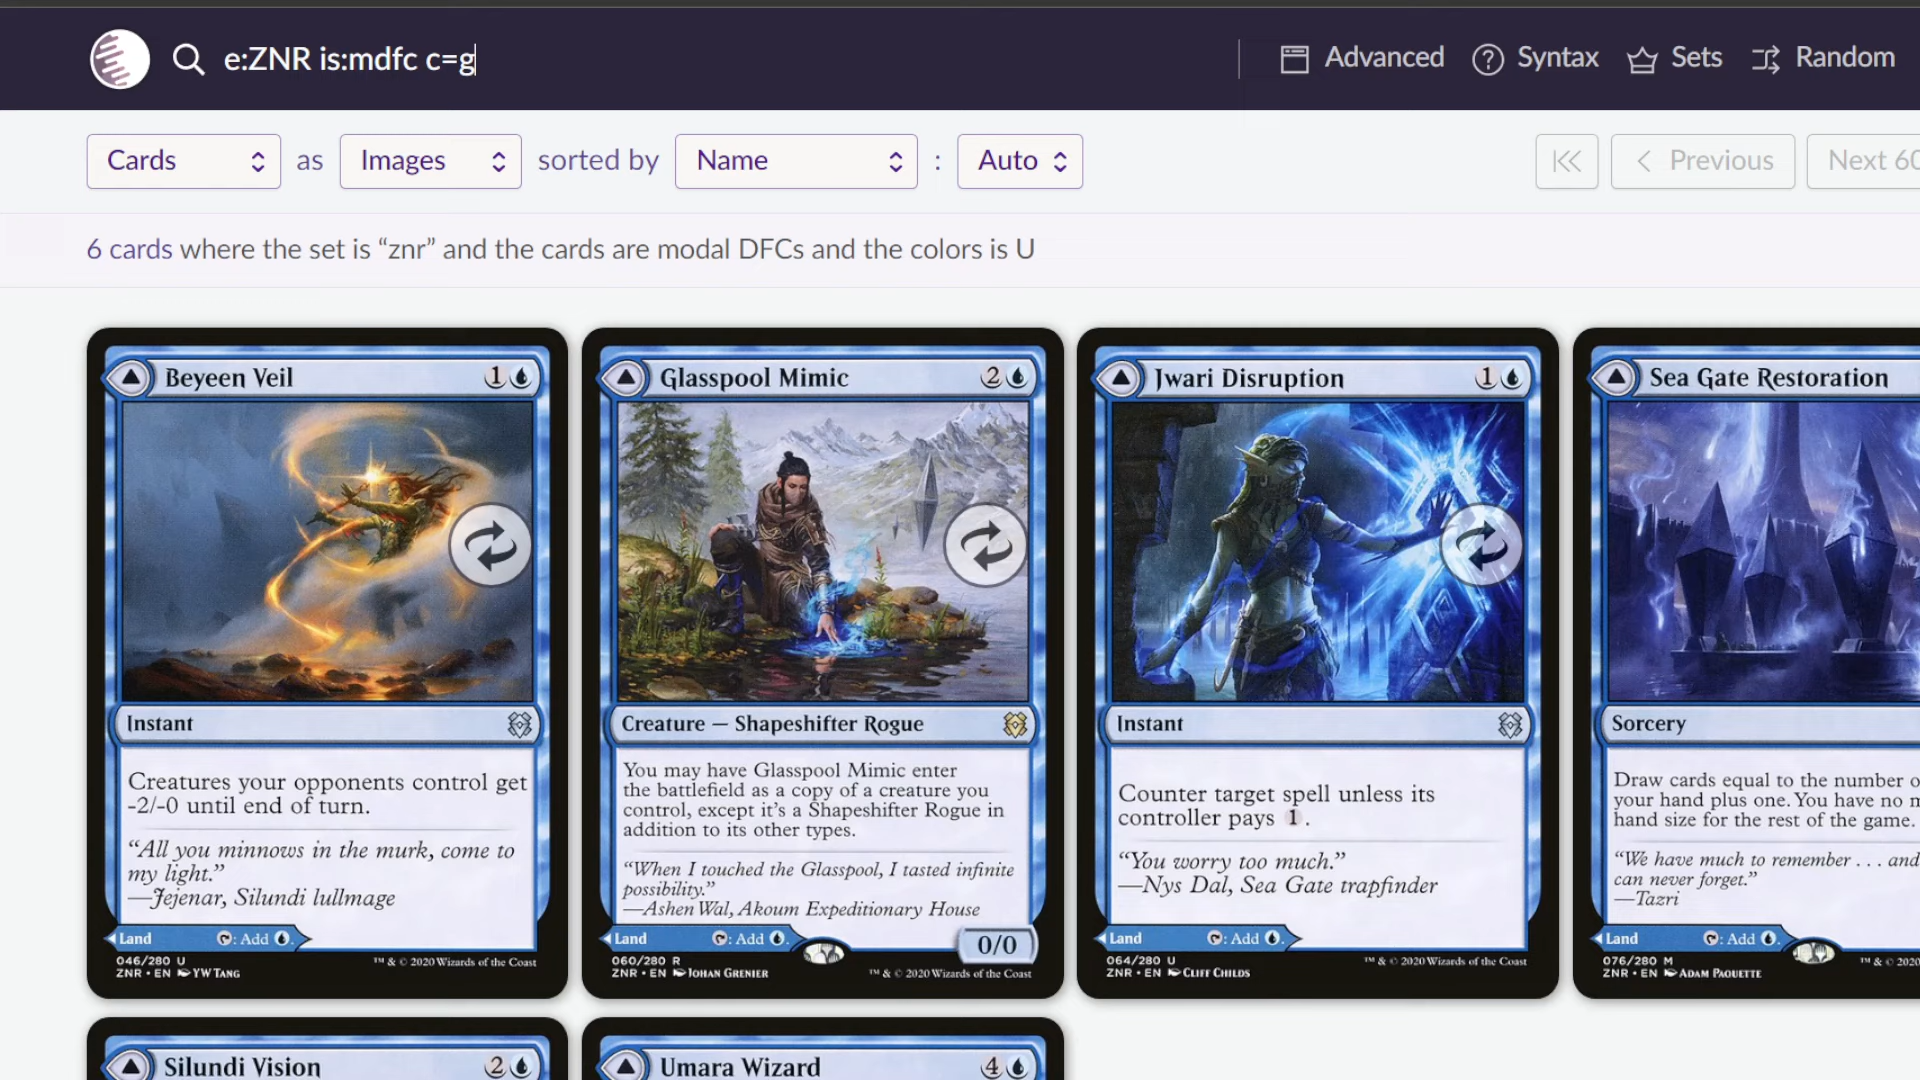 e:ZNR is:mdfc c=g
Advanced
Syntax
Sets
Random
Cards as Images sorted by Name : Auto
Previous
Next 60
6 cards where the set is “znr” and the cards are modal DFCs and the colors is U
Beyeen Veil 1
Instant
Creatures your opponents control get
-2/-0 until end of turn.
“All you minnows in the murk, come to
my light.”
—Jejenar, Silundi lullmage
Land : Add .
046/280 U
ZNR • EN YW TANG
™ & © 2020 Wizards of the Coast
Glasspool Mimic 2
Creature — Shapeshifter Rogue
You may have Glasspool Mimic enter
the battlefield as a copy of a creature you
control, except it’s a Shapeshifter Rogue in
addition to its other types.
“When I touched the Glasspool, I tasted infinite
possibility.”
—Ashen Wal, Akoum Expeditionary House
Land : Add .
0/0
060/280 R
ZNR • EN JOHAN GRENIER
™ & © 2020 Wizards of the Coast
Jwari Disruption 1
Instant
Counter target spell unless its
controller pays 1.
“You worry too much.”
—Nys Dal, Sea Gate trapfinder
Land : Add .
064/280 U
ZNR • EN CLIFF CHILDS
™ & © 2020 Wizards of the Coast
Sea Gate Restoration
Sorcery
Draw cards equal to the number o
your hand plus one. You have no m
hand size for the rest of the game.
“We have much to remember . . . and
can never forget.”
—Tazri
Land : Add .
076/280 M
ZNR • EN ADAM PAQUETTE
™ & © 2020
Silundi Vision 2
Umara Wizard 4